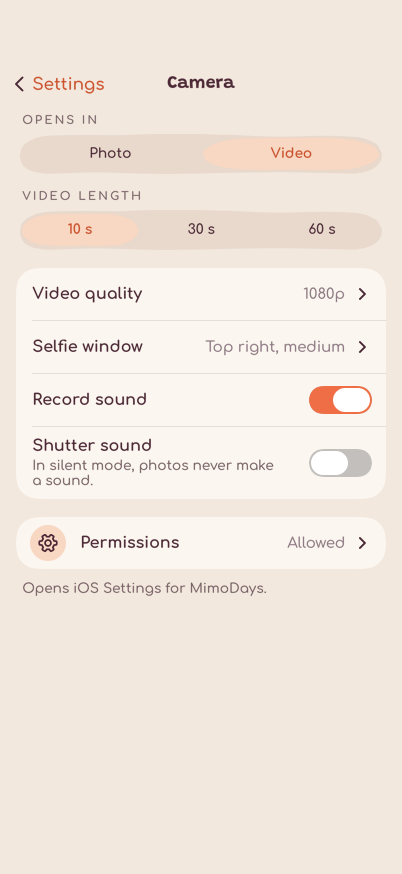 Settings
Camera
OPENS IN
Photo
Video
VIDEO LENGTH
10 s
30 s
60 s
Video quality
1080p
Selfie window
Top right, medium
Record sound
Shutter sound
In silent mode, photos never make
a sound.
Permissions
Allowed
Opens iOS Settings for MimoDays.